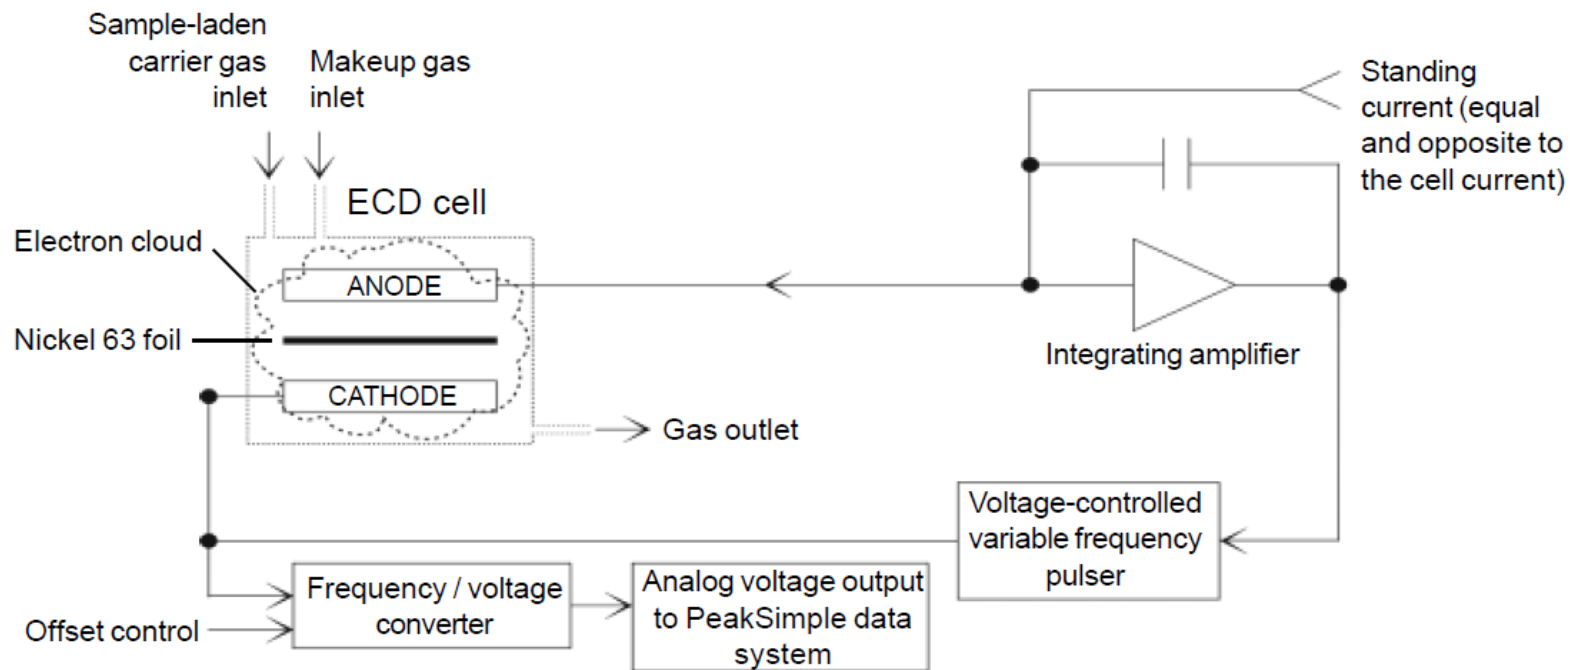 Sample-laden
carrier gas
inlet
Makeup gas
inlet
Standing
current (equal
and opposite to
the cell current)
ECD cell
Electron cloud
ANODE
Nickel 63 foil
Integrating amplifier
CATHODE
Gas outlet
Voltage-controlled
variable frequency
pulser
Frequency / voltage
converter
Analog voltage output
to PeakSimple data
system
Offset control